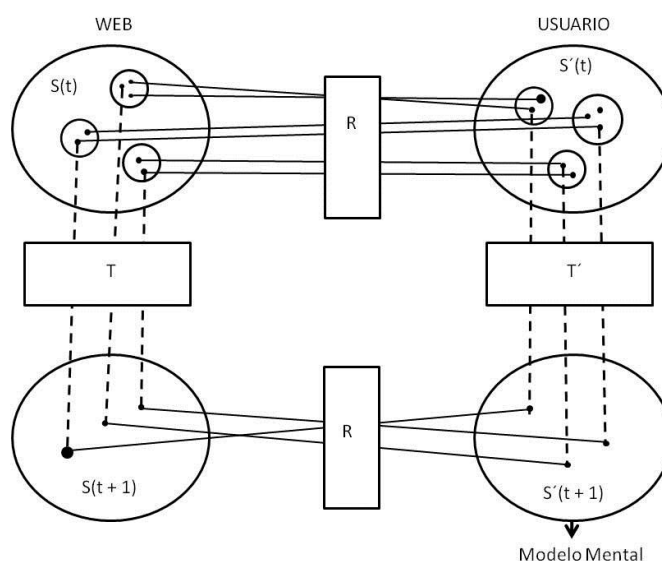 WEB
USUARIO
S(t)
S´(t)
R
T
T´
R
S(t + 1)
S´(t + 1)
Modelo Mental